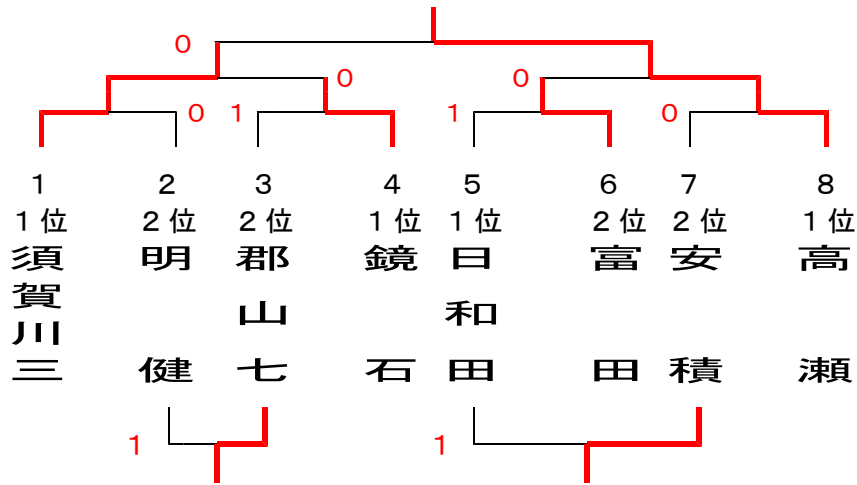 ０
０
０
０
１
１
０
１
２
３
４
５
６
７
８
１位
２位
２位
１位
１位
２位
２位
１位
須賀川三
明健
郡山七
鏡石
日和田
富田
安積
高瀬
１
１